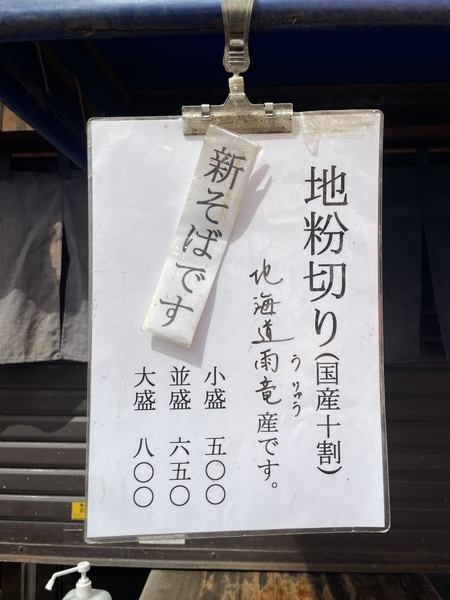 地粉切り(国産十割)
うりゅう
北海道雨竜産です。
新そばです
小盛 五〇〇
並盛 六五〇
大盛 八〇〇